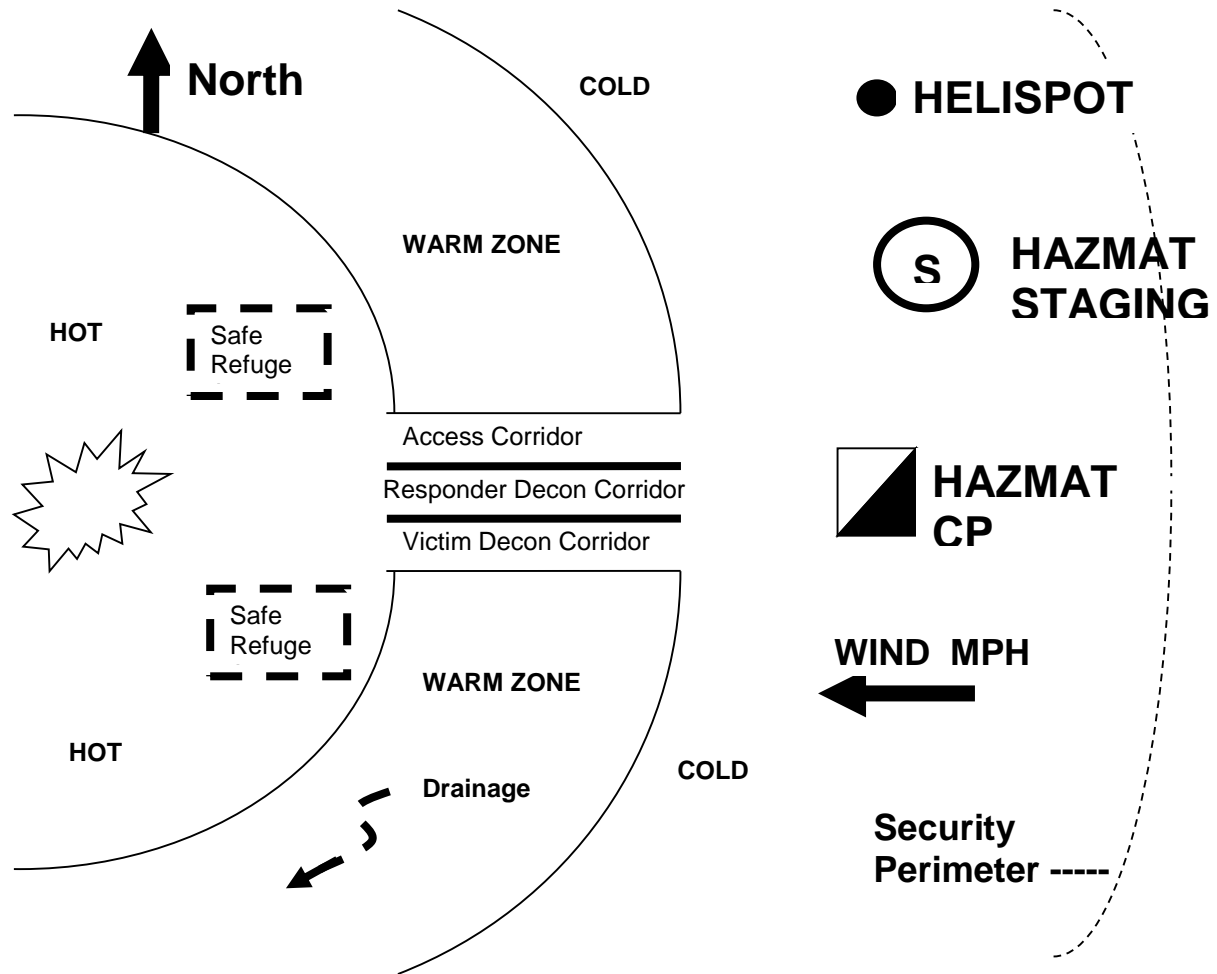 North
COLD
HELISPOT
WARM ZONE
S
HAZMAT
STAGING
HOT
Safe
Refuge
Access Corridor
Responder Decon Corridor
Victim Decon Corridor
HAZMAT
CP
Safe
Refuge
WIND MPH
WARM ZONE
HOT
COLD
Drainage
Security
Perimeter -----